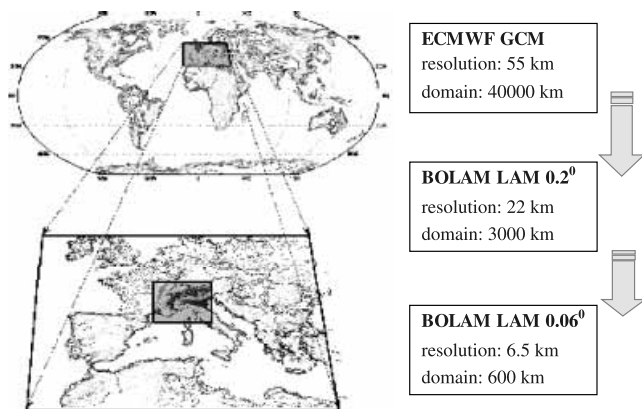 ECMWF GCM
resolution: 55 km
domain: 40000 km
BOLAM LAM 0.2⁰
resolution: 22 km
domain: 3000 km
BOLAM LAM 0.06⁰
resolution: 6.5 km
domain: 600 km